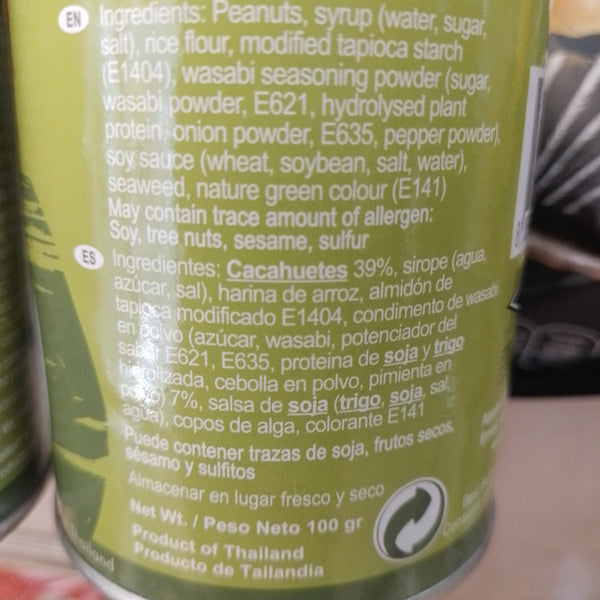 EN Ingredients: Peanuts, syrup (water, sugar,
salt), rice flour, modified tapioca starch
(E1404), wasabi seasoning powder (sugar,
wasabi powder, E621, hydrolysed plant
protein, onion powder, E635, pepper powder),
soy sauce (wheat, soybean, salt, water),
seaweed, nature green colour (E141)
May contain trace amount of allergen:
Soy, tree nuts, sesame, sulfur
ES Ingredientes: Cacahuetes 39%, sirope (agua,
azúcar, sal), harina de arroz, almidón de
tapioca modificado E1404, condimento de wasabi
en polvo (azúcar, wasabi, potenciador del
sabor E621, E635, proteina de soja y trigo
hidrolizada, cebolla en polvo, pimienta en
polvo) 7%, salsa de soja (trigo, soja, sal,
agua), copos de alga, colorante E141
Puede contener trazas de soja, frutos secos,
sésamo y sulfitos
Almacenar en lugar fresco y seco
Net Wt. / Peso Neto 100 gr
Product of Thailand
Producto de Tailandia
Thailand